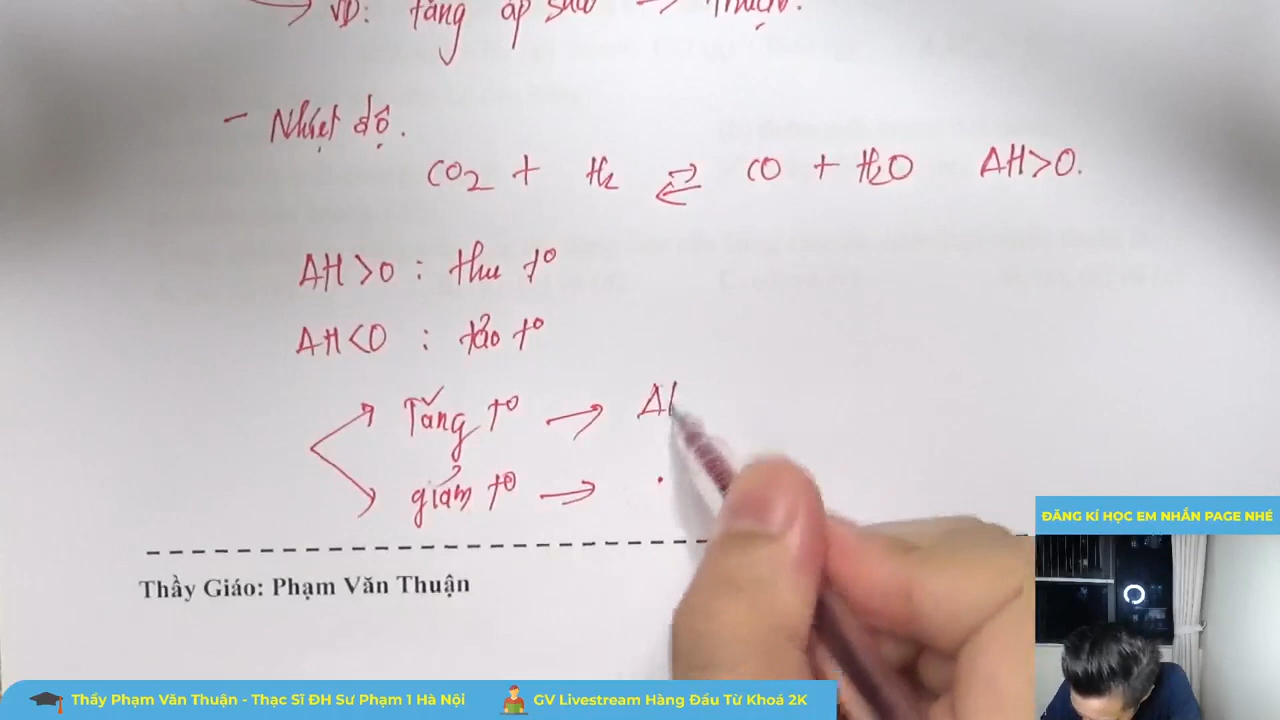 → VD: tăng áp suất → Thuận.
- Nhiệt độ.
CO2 + H2 ⇌ CO + H2O ΔH>0.
ΔH>0 : thu t°
ΔH<0 : tỏa t°
Tăng t° → ΔH
giảm t° →
Thầy Giáo: Phạm Văn Thuận
ĐĂNG KÍ HỌC EM NHẮN PAGE NHÉ
Thầy Phạm Văn Thuận - Thạc Sĩ ĐH Sư Phạm 1 Hà Nội
GV Livestream Hàng Đầu Từ Khoá 2K